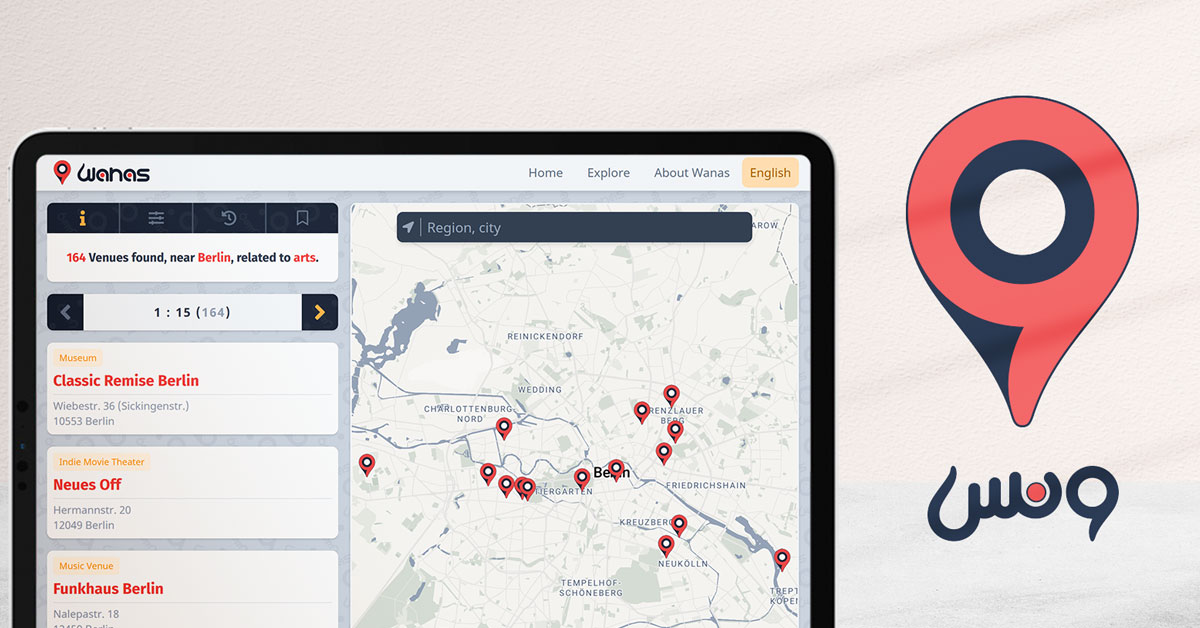 Wanas
Home
Explore
About Wanas
English
164 Venues found, near Berlin, related to arts.
1 : 15 (164)
Museum
Classic Remise Berlin
Wiebestr. 36 (Sickingenstr.)
10553 Berlin
Indie Movie Theater
Neues Off
Hermannstr. 20
12049 Berlin
Music Venue
Funkhaus Berlin
Nalepastr. 18
Berlin
Region, city
AROW
REINICKENDORF
WEDDING
CHARLOTTENBURG-
NORD
RENZLAUER
BERG
Berlin
TIERGARTEN
FRIEDRICHSHAIN
KREUZBERG
NEUKÖLLN
TEMPELHOF-
SCHÖNEBERG
TREPT
KÖPEN
ونس